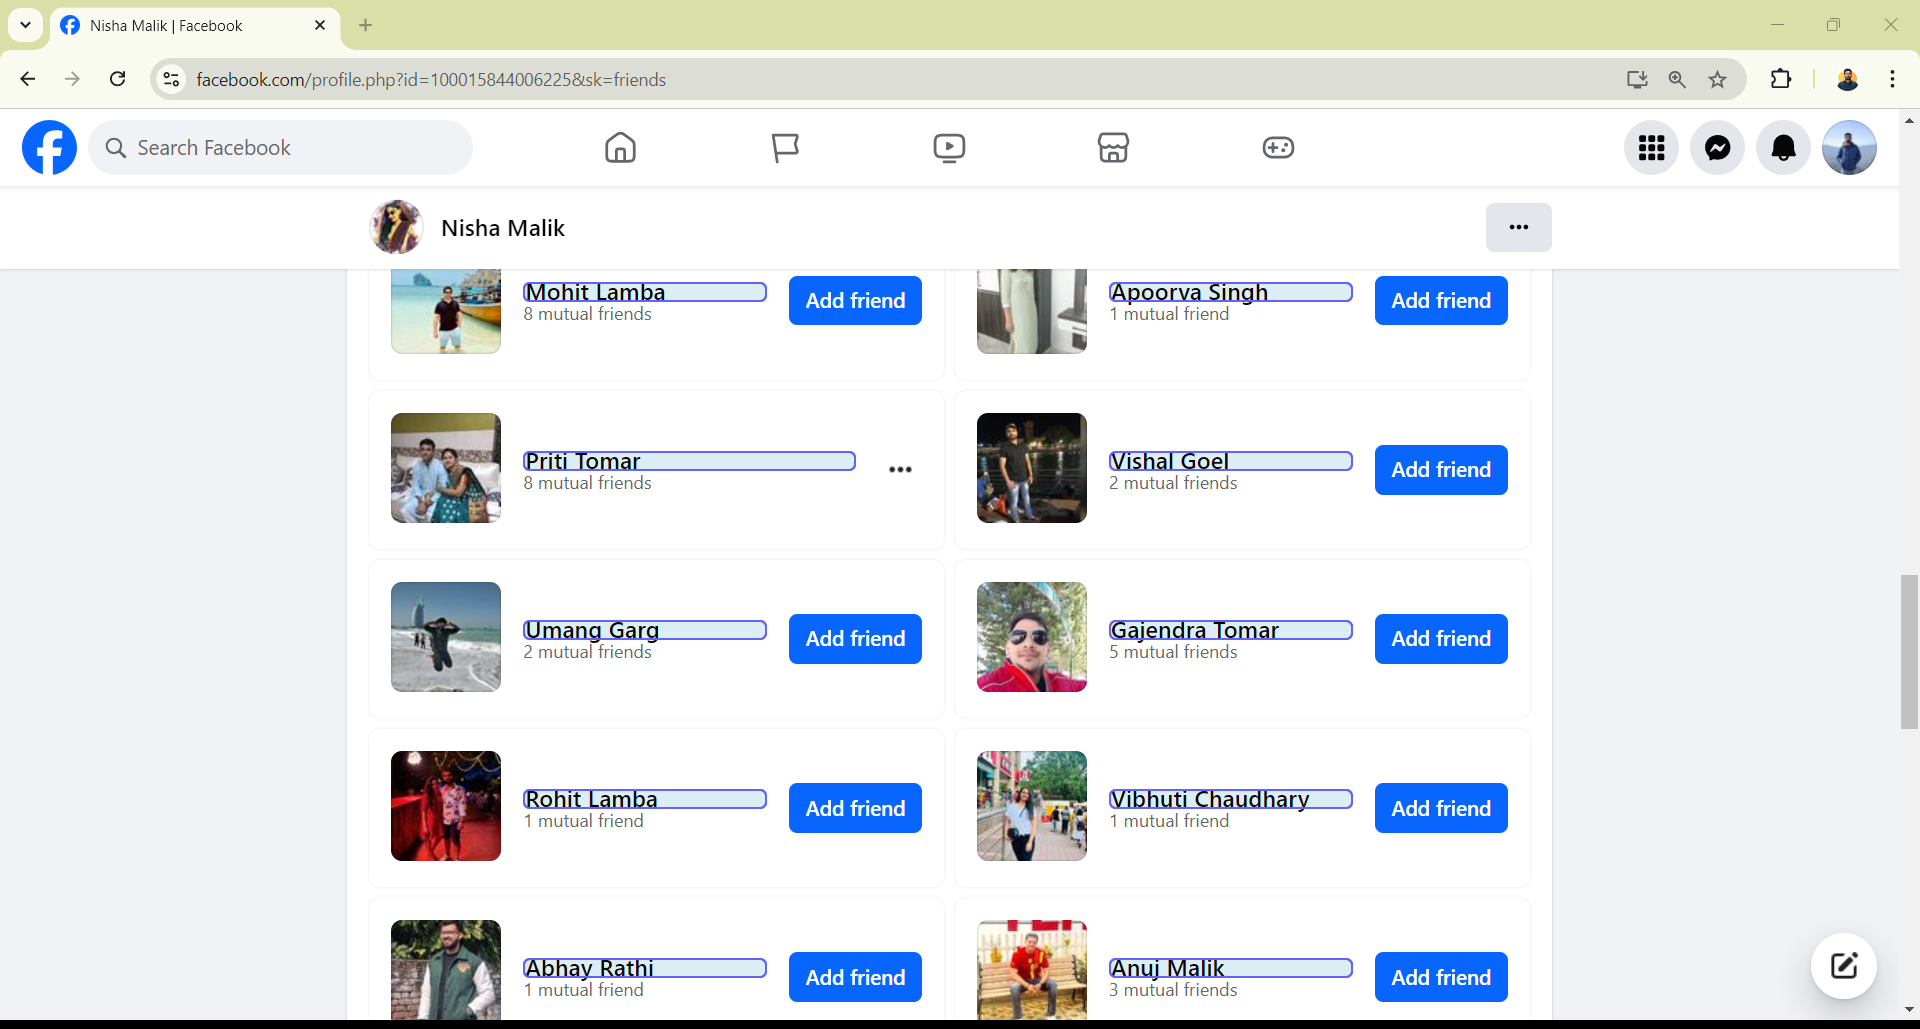 Nisha Malik | Facebook
facebook.com/profile.php?id=100015844006225&sk=friends
Search Facebook
Nisha Malik
Mohit Lamba
8 mutual friends
Add friend
Apoorva Singh
1 mutual friend
Add friend
Priti Tomar
8 mutual friends
Vishal Goel
2 mutual friends
Add friend
Umang Garg
2 mutual friends
Add friend
Gajendra Tomar
5 mutual friends
Add friend
Rohit Lamba
1 mutual friend
Add friend
Vibhuti Chaudhary
1 mutual friend
Add friend
Abhay Rathi
1 mutual friend
Add friend
Anuj Malik
3 mutual friends
Add friend